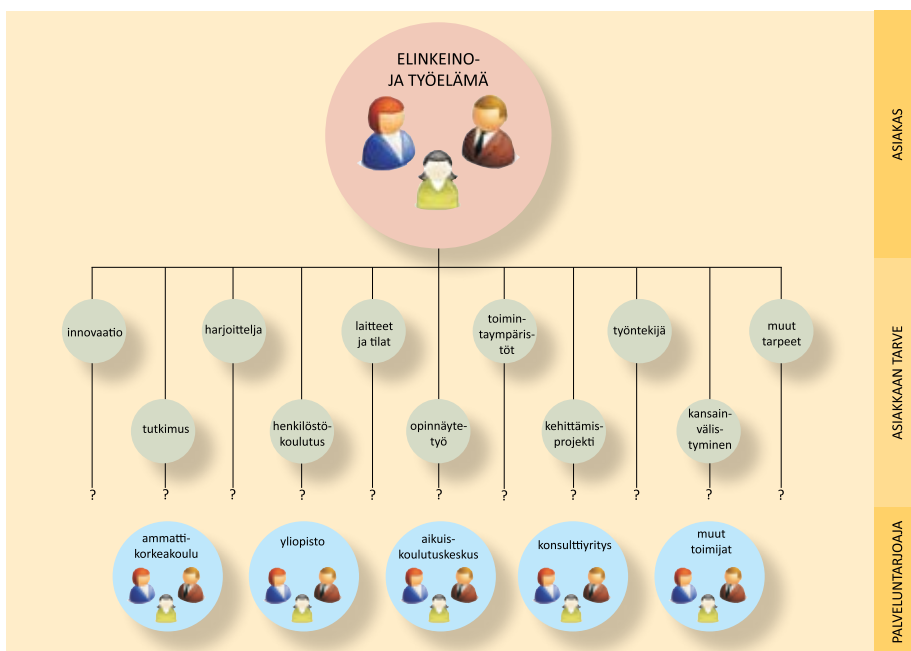 ELINKEINO-
JA TYÖELÄMÄ
ASIAKAS
innovaatio
harjoittelja
laitteet
ja tilat
toimin-
taympäris-
töt
työntekijä
muut
tarpeet
tutkimus
henkilöstö-
koulutus
opinnäyte-
työ
kehittämis-
projekti
kansain-
välis-
tyminen
ASIAKKAAN TARVE
? ? ? ? ? ? ? ? ? ? ?
ammatti-
korkeakoulu
yliopisto
aikuis-
koulutuskeskus
konsulttiyritys
muut
toimijat
PALVELUNTARJOAJA